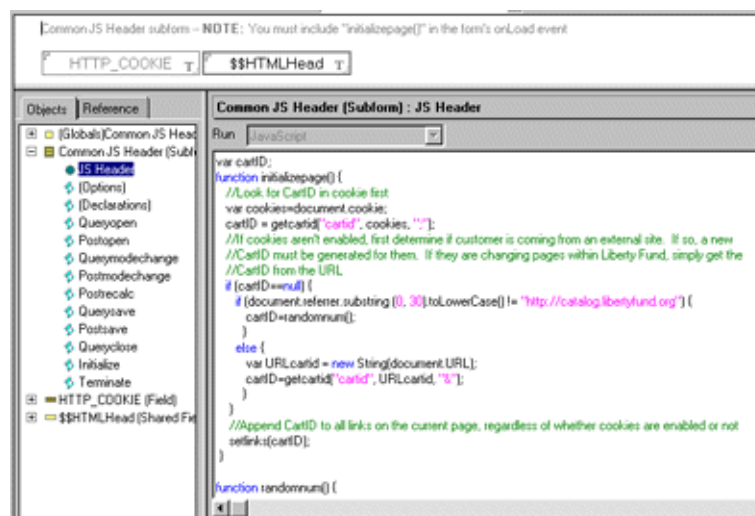 Common JS Header subform – NOTE: You must include "initializepage()" in the form's onLoad event
HTTP_COOKIE T
$$HTMLHead T
Objects
Reference
(Globals)Common JS Head
Common JS Header (Subf
JS Header
(Options)
(Declarations)
Queryopen
Postopen
Querymodechange
Postmodechange
Postrecalc
Querysave
Postsave
Queryclose
Initialize
Terminate
HTTP_COOKIE (Field)
$$HTMLHead (Shared Fie
Common JS Header (Subform) : JS Header
Run JavaScript
var cartID;
function initializepage() {
//Look for CartID in cookie first
var cookies=document.cookie;
cartID = getcartid("cartid", cookies, ";");
//If cookies aren't enabled, first determine if customer is coming from an external site. If so, a new
//CartID must be generated for them. If they are changing pages within Liberty Fund, simply get the
//CartID from the URL
if (cartID==null) {
if (document.referrer.substring (0, 30).toLowerCase() != "http://catalog.libertyfund.org") {
cartID=randomnum();
}
else {
var URLcartid = new String(document.URL);
cartID=getcartid("cartid", URLcartid, "&");
}
}
//Append CartID to all links on the current page, regardless of whether cookies are enabled or not
setlinks(cartID);
}
function randomnum() {